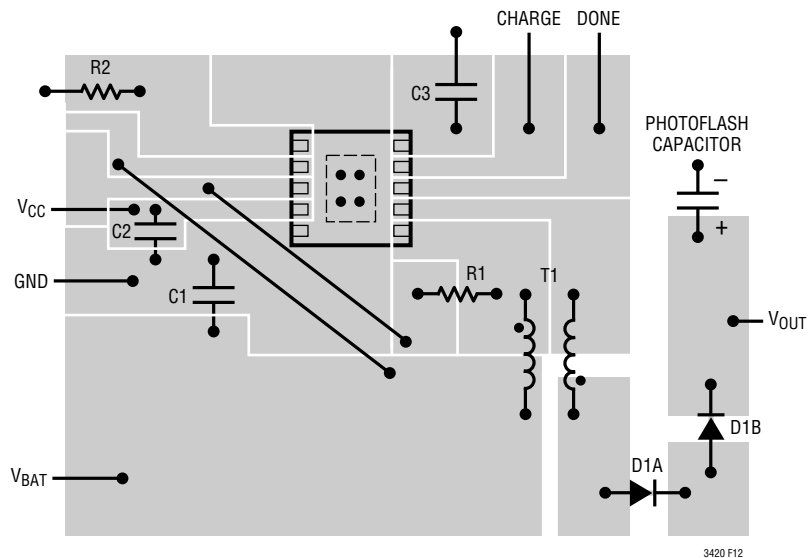 CHARGE DONE
R2
C3
PHOTOFLASH
CAPACITOR
–
+
VCC
C2
GND
C1
R1
T1
VOUT
D1B
D1A
VBAT
3420 F12